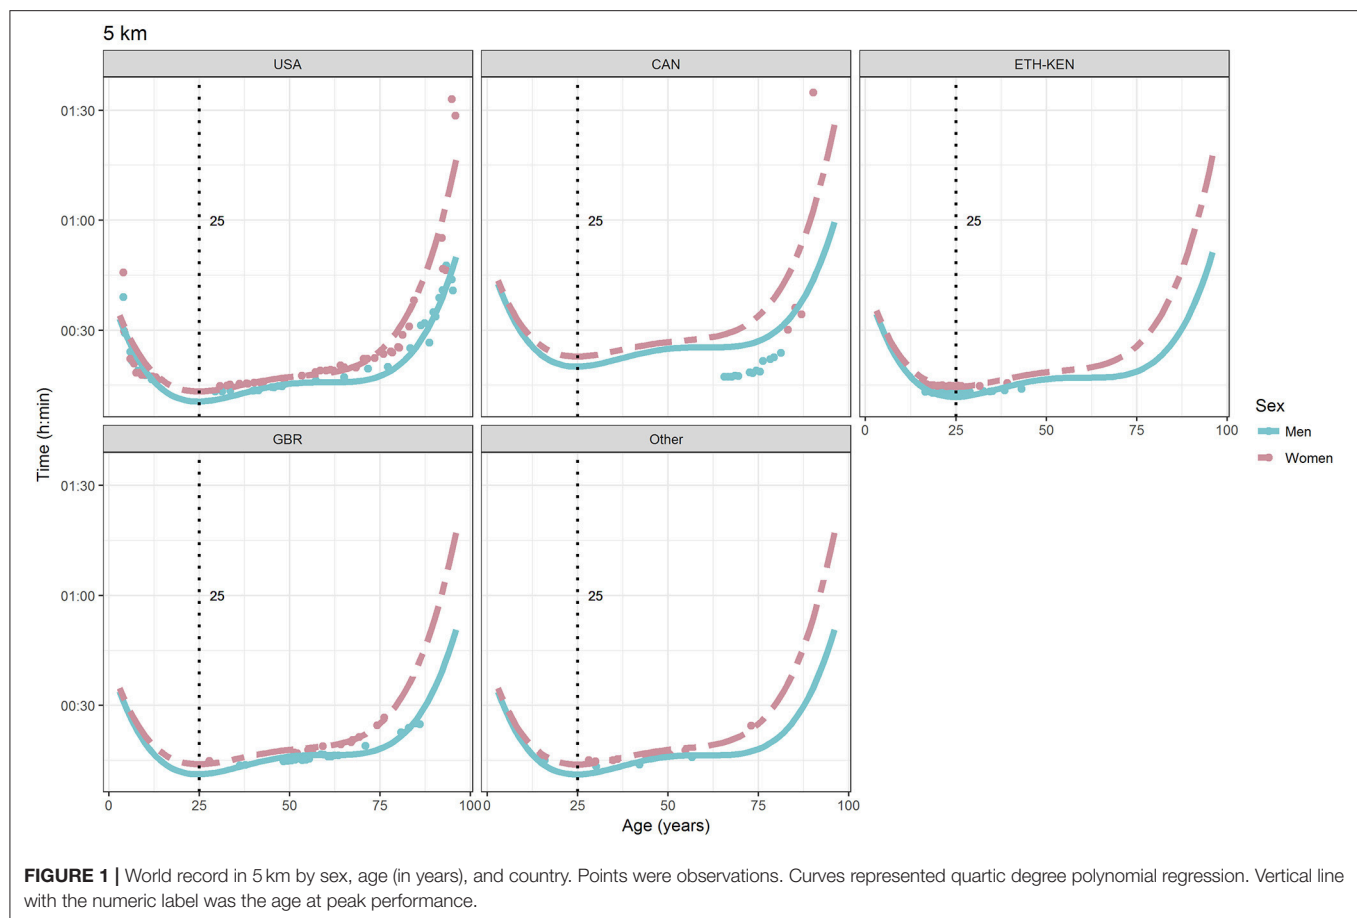 5 km
USA
CAN
ETH-KEN
01:30
01:00
00:30
25
25
25
0
25
50
75
100
Sex
Men
Women
Time (h:min)
GBR
Other
01:30
01:00
00:30
25
25
0
25
50
75
100
0
25
50
75
100
Age (years)
FIGURE 1 | World record in 5 km by sex, age (in years), and country. Points were observations. Curves represented quartic degree polynomial regression. Vertical line
with the numeric label was the age at peak performance.